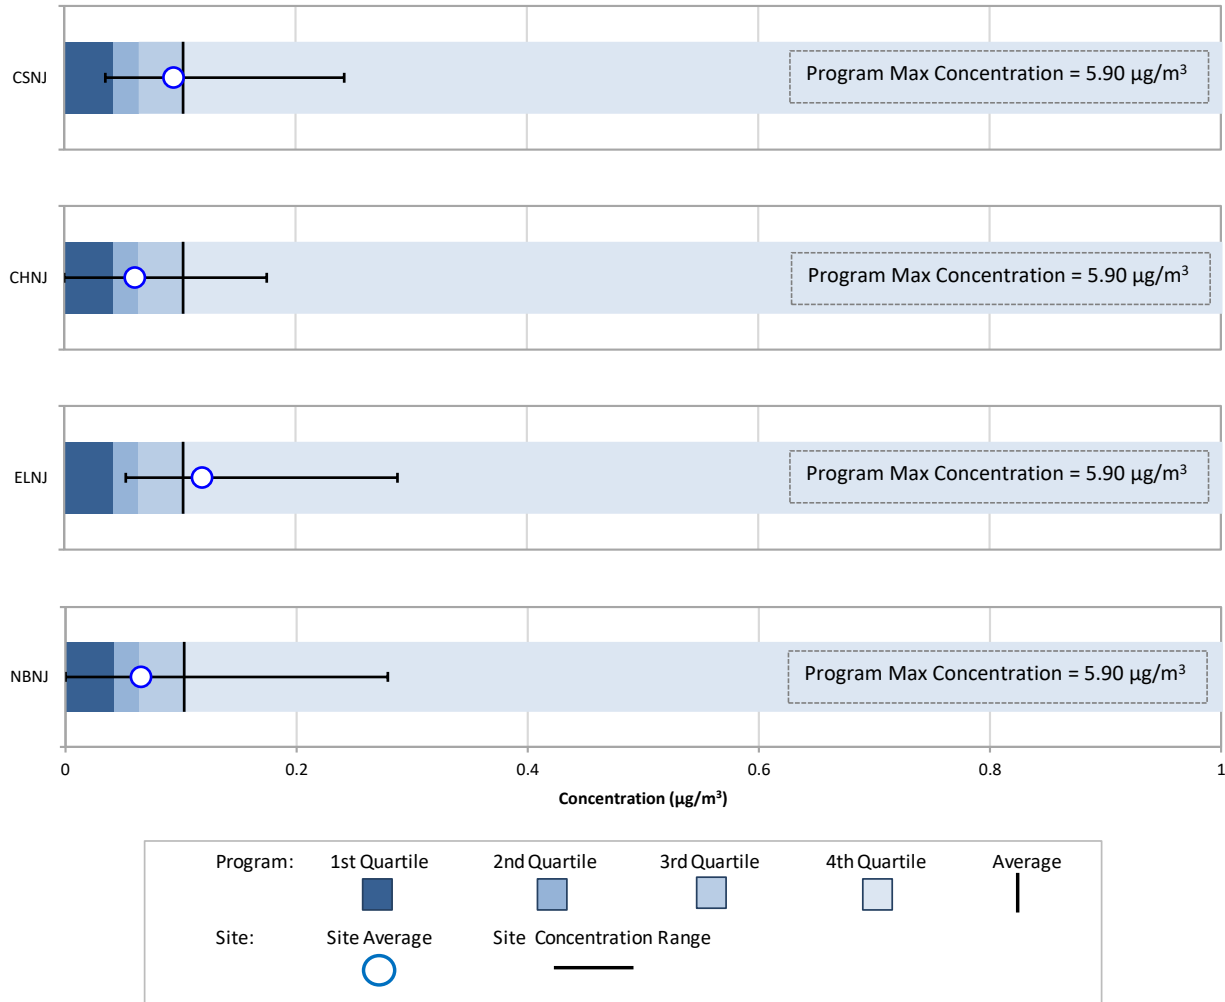 CSNJ
Program Max Concentration = 5.90 µg/m³
CHNJ
Program Max Concentration = 5.90 µg/m³
ELNJ
Program Max Concentration = 5.90 µg/m³
NBNJ
Program Max Concentration = 5.90 µg/m³
0 0.2 0.4 0.6 0.8 1
Concentration (µg/m³)
Program: 1st Quartile 2nd Quartile 3rd Quartile 4th Quartile Average
Site: Site Average Site Concentration Range